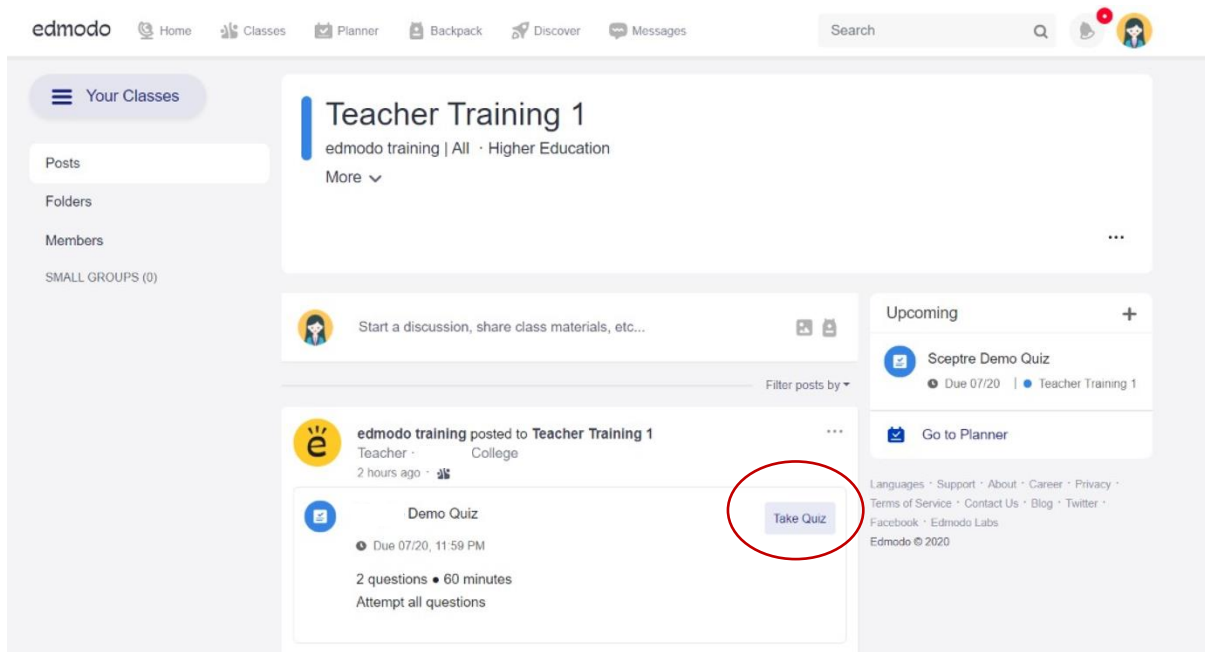 edmodo Home Classes Planner Backpack Discover Messages Search
Your Classes
Posts
Folders
Members
SMALL GROUPS (0)
Teacher Training 1
edmodo training | All · Higher Education
More
...
Start a discussion, share class materials, etc...
Filter posts by
edmodo training posted to Teacher Training 1
...
Teacher · College
2 hours ago ·
Demo Quiz
Take Quiz
Due 07/20, 11:59 PM
2 questions ● 60 minutes
Attempt all questions
Upcoming +
Sceptre Demo Quiz
Due 07/20 | ● Teacher Training 1
Go to Planner
Languages · Support · About · Career · Privacy ·
Terms of Service · Contact Us · Blog · Twitter ·
Facebook · Edmodo Labs
Edmodo © 2020